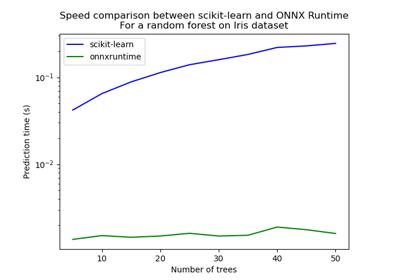 Speed comparison between scikit-learn and ONNX Runtime
For a random forest on Iris dataset
scikit-learn
onnxruntime
Prediction time (s)
10⁻¹
10⁻²
10 20 30 40 50
Number of trees